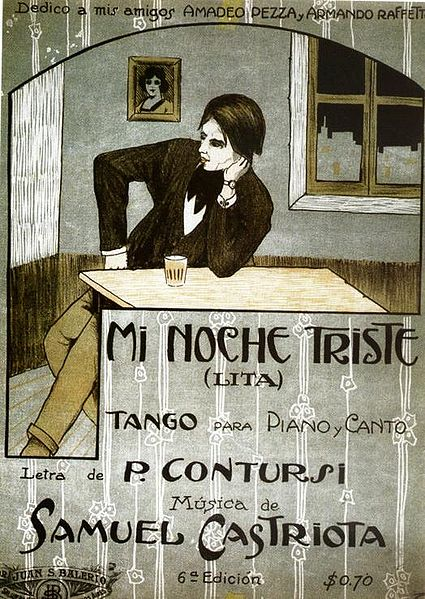 Dedico a mis amigos AMADEO PEZZA y ARMANDO RAFFETT
MI NOCHE TRISTE
(LITA)
TANGO PARA PIANO y CANTO
Letra de P. CONTURSI
Música de
SAMUEL CASTRIOTA
6ª Edición $0.70
JUAN S. BALERIO